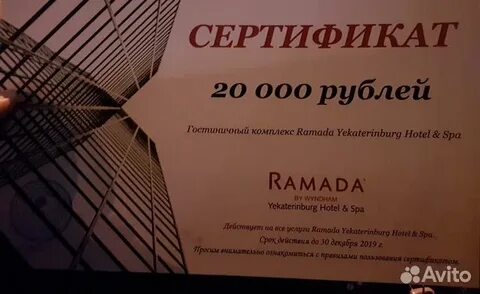 СЕРТИФИКАТ
20 000 рублей
Гостиничный комплекс Ramada Yekaterinburg Hotel & Spa
RAMADA
BY WYNDHAM
Yekaterinburg Hotel & Spa
Действует на все услуги Ramada Yekaterinburg Hotel & Spa.
Срок действия до 30 декабря 2019 г.
Просим внимательно ознакомиться с правилами пользования сертификатом.
Avito